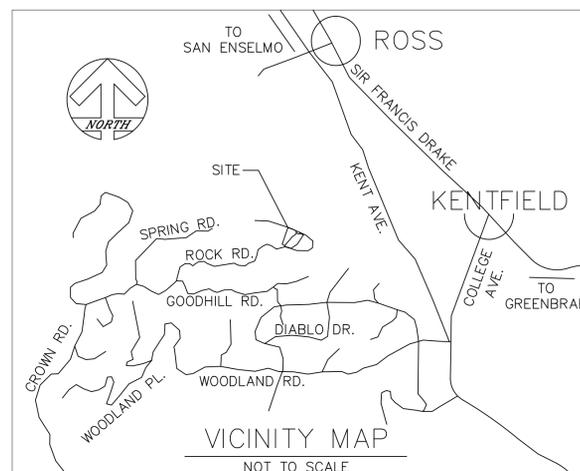 TO
SAN ENSELMO
ROSS
NORTH
SIR FRANCIS DRAKE
SITE
KENT AVE.
KENTFIELD
SPRING RD.
ROCK RD.
GOODHILL RD.
COLLEGE
AVE.
TO
GREENBRAE
DIABLO DR.
CROWN RD.
WOODLAND PL.
WOODLAND RD.
VICINITY MAP
NOT TO SCALE